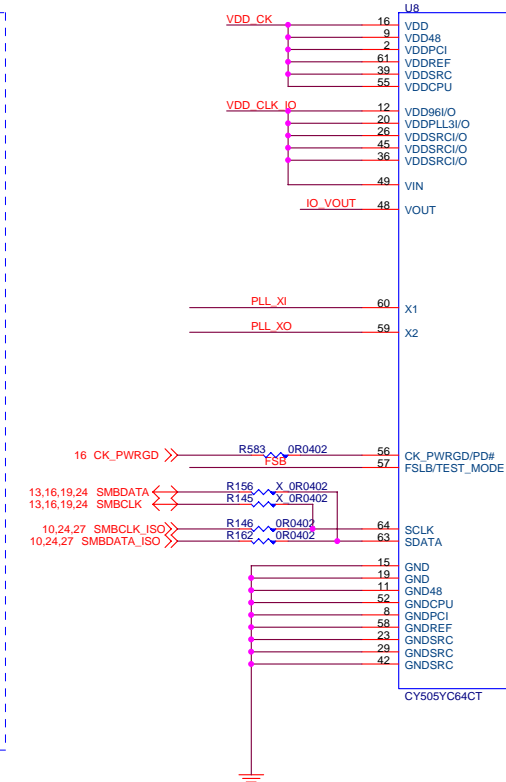 U8
VDD_CK 16 VDD
9 VDD48
2 VDDPCI
61 VDDREF
39 VDDSRC
55 VDDCPU
VDD_CLK_IO 12 VDD96I/O
20 VDDPLL3I/O
26 VDDSRCI/O
45 VDDSRCI/O
36 VDDSRCI/O
49 VIN
IO_VOUT 48 VOUT
PLL_XI 60 X1
PLL_XO 59 X2
16 CK_PWRGD R583 0R0402 56 CK_PWRGD/PD#
FSB 57 FSLB/TEST_MODE
13,16,19,24 SMBDATA R156 X_0R0402
13,16,19,24 SMBCLK R145 X_0R0402
10,24,27 SMBCLK_ISO R146 0R0402 64 SCLK
10,24,27 SMBDATA_ISO R162 0R0402 63 SDATA
15 GND
19 GND
11 GND48
52 GNDCPU
8 GNDPCI
58 GNDREF
23 GNDSRC
29 GNDSRC
42 GNDSRC
CY505YC64CT